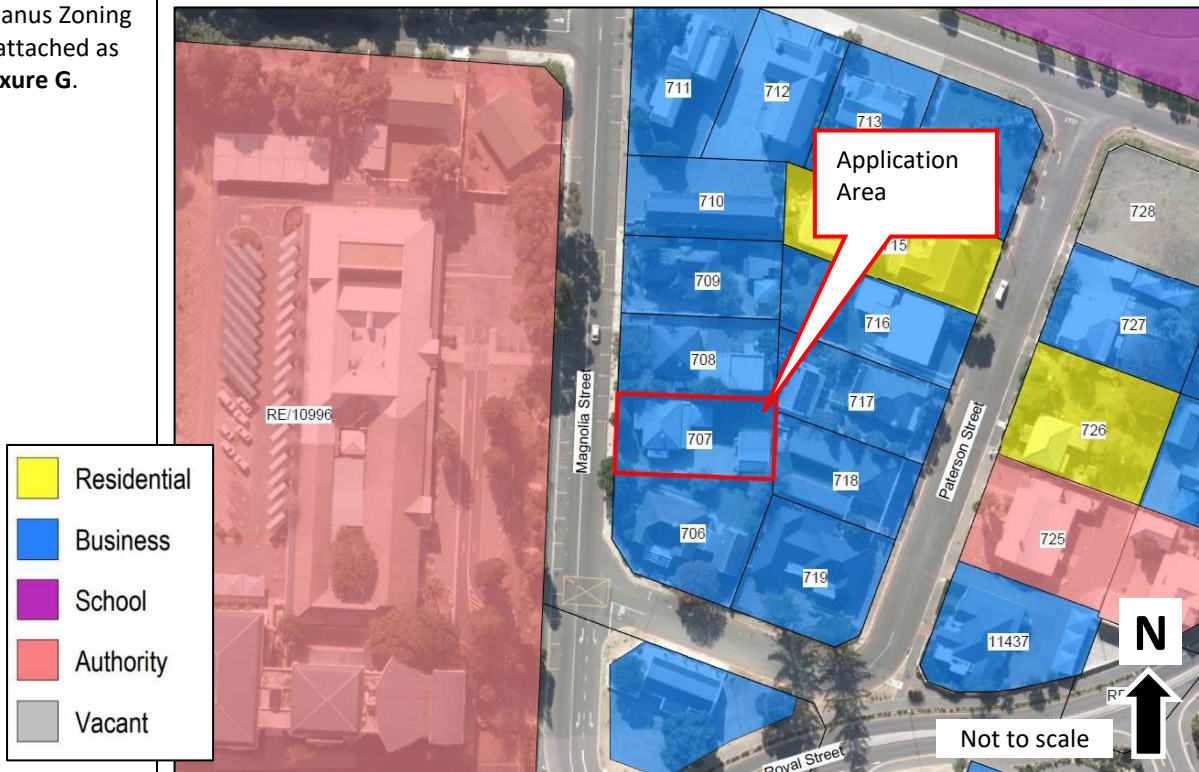 anus Zoning
attached as
xure G.
711
712
713
Application
Area
710
715
728
709
716
727
708
717
RE/10996
Magnolia Street
707
726
Paterson Street
718
706
725
719
11437
Residential
Business
School
Authority
Vacant
N
Not to scale
Royal Street